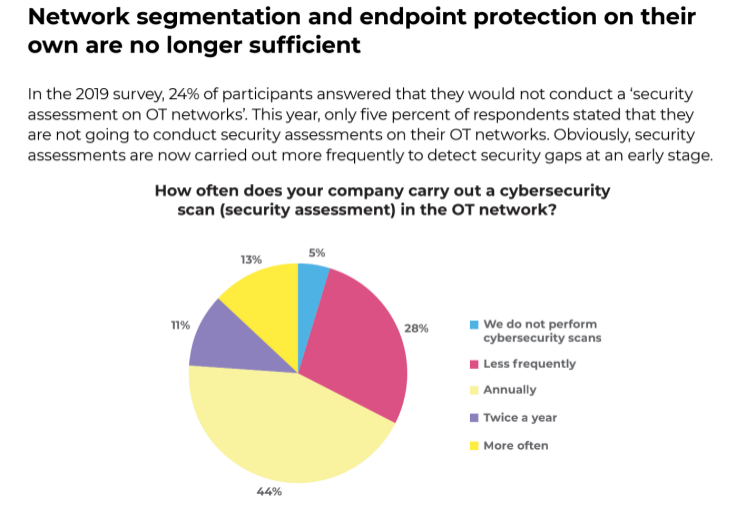 Network segmentation and endpoint protection on their
own are no longer sufficient
In the 2019 survey, 24% of participants answered that they would not conduct a ‘security
assessment on OT networks’. This year, only five percent of respondents stated that they
are not going to conduct security assessments on their OT networks. Obviously, security
assessments are now carried out more frequently to detect security gaps at an early stage.
How often does your company carry out a cybersecurity
scan (security assessment) in the OT network?
5%
13%
11%
28%
44%
We do not perform
cybersecurity scans
Less frequently
Annually
Twice a year
More often